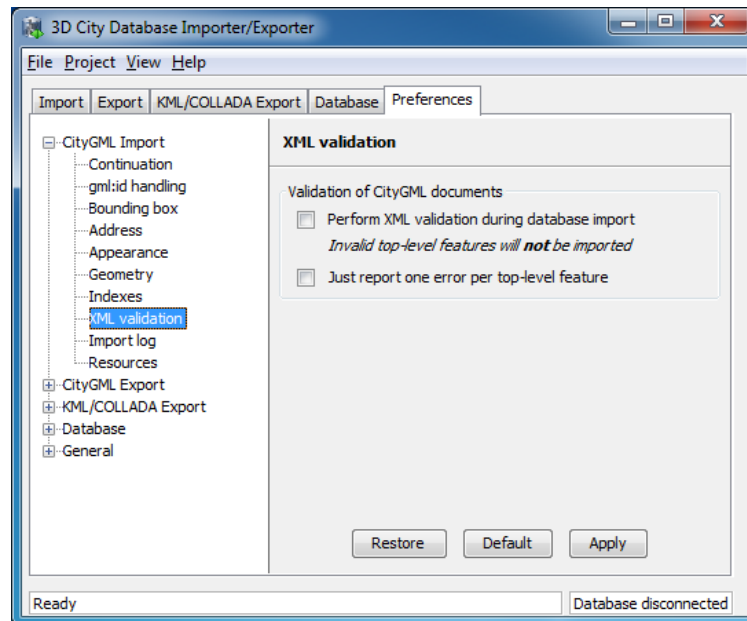 3D City Database Importer/Exporter
File Project View Help
Import Export KML/COLLADA Export Database Preferences
CityGML Import
Continuation
gml:id handling
Bounding box
Address
Appearance
Geometry
Indexes
XML validation
Import log
Resources
CityGML Export
KML/COLLADA Export
Database
General
XML validation
Validation of CityGML documents
Perform XML validation during database import
Invalid top-level features will not be imported
Just report one error per top-level feature
Restore Default Apply
Ready Database disconnected